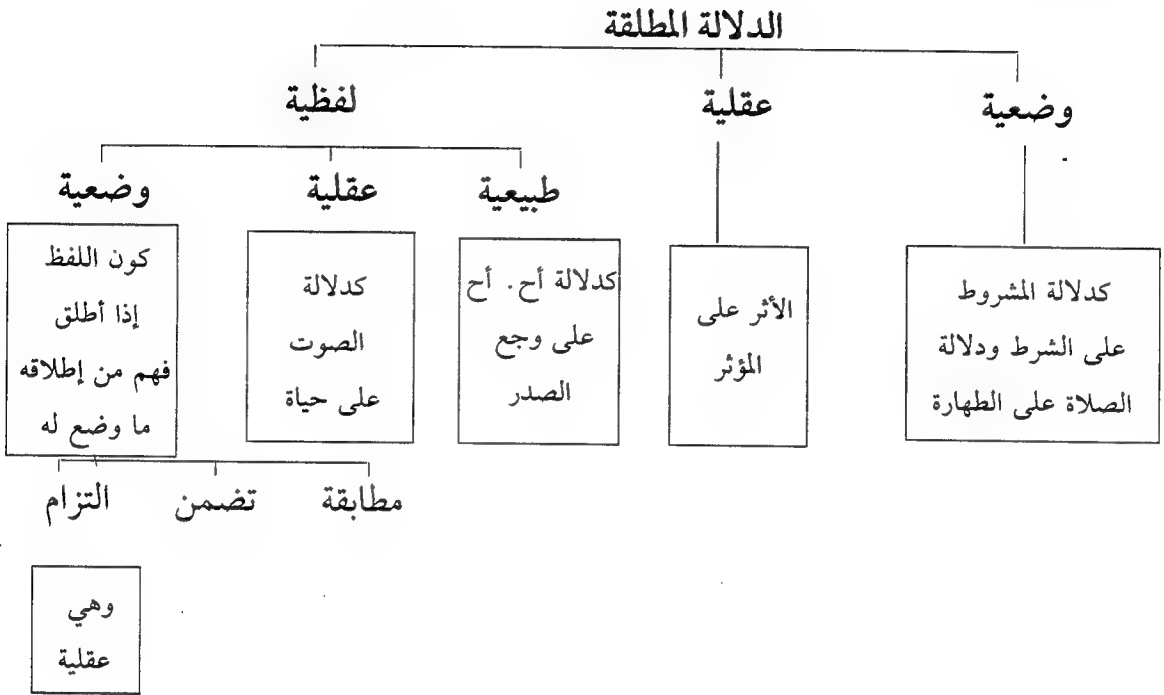 الدلالة المطلقة
وضعية
عقلية
لفظية
طبيعية
عقلية
وضعية
كدلالة المشروط
على الشرط ودلالة
الصلاة على الطهارة
الأثر على
المؤثر
كدلالة أح. أح
على وجع
الصدر
كدلالة
الصوت
على حياة
كون اللفظ
إذا أطلق
فهم من إطلاقه
ما وضع له
مطابقة
تضمن
التزام
وهي
عقلية